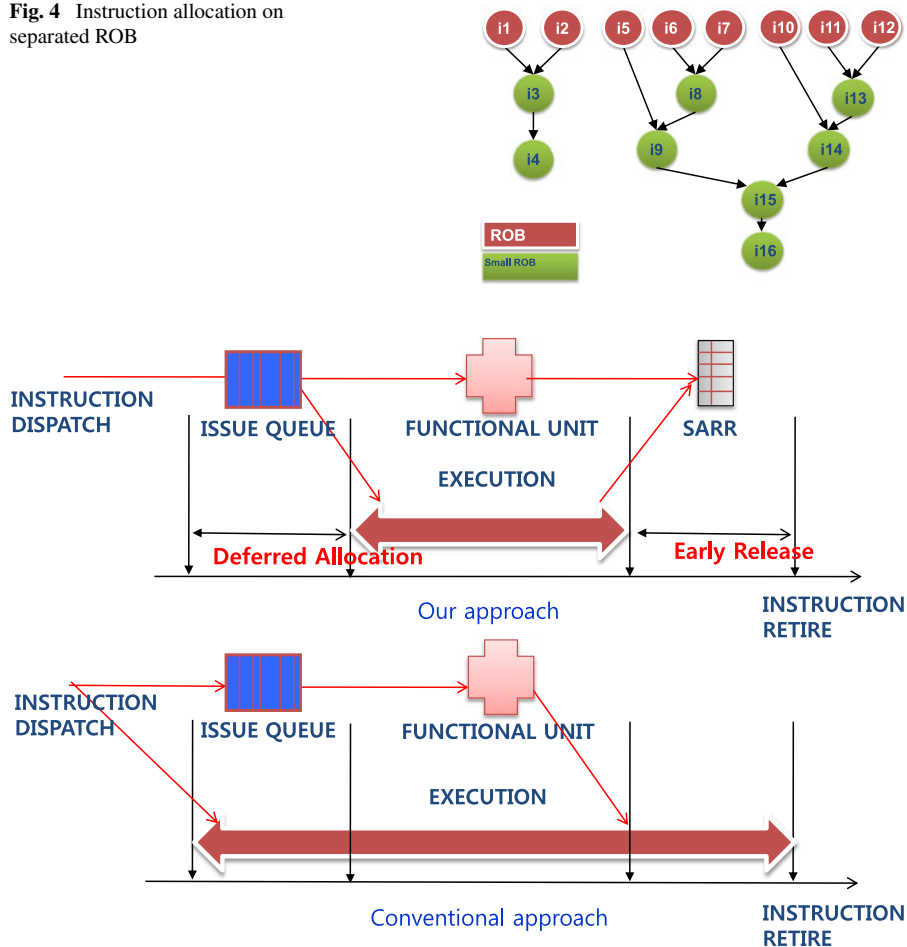 Fig. 4 Instruction allocation on
separated ROB
i1 i2 i5 i6 i7 i10 i11 i12
i3 i8 i13
i4 i9 i14
i15
i16
ROB
Small ROB
INSTRUCTION
DISPATCH
ISSUE QUEUE
FUNCTIONAL UNIT
SARR
EXECUTION
Deferred Allocation
Early Release
Our approach
INSTRUCTION
RETIRE
INSTRUCTION
DISPATCH
ISSUE QUEUE
FUNCTIONAL UNIT
EXECUTION
Conventional approach
INSTRUCTION
RETIRE